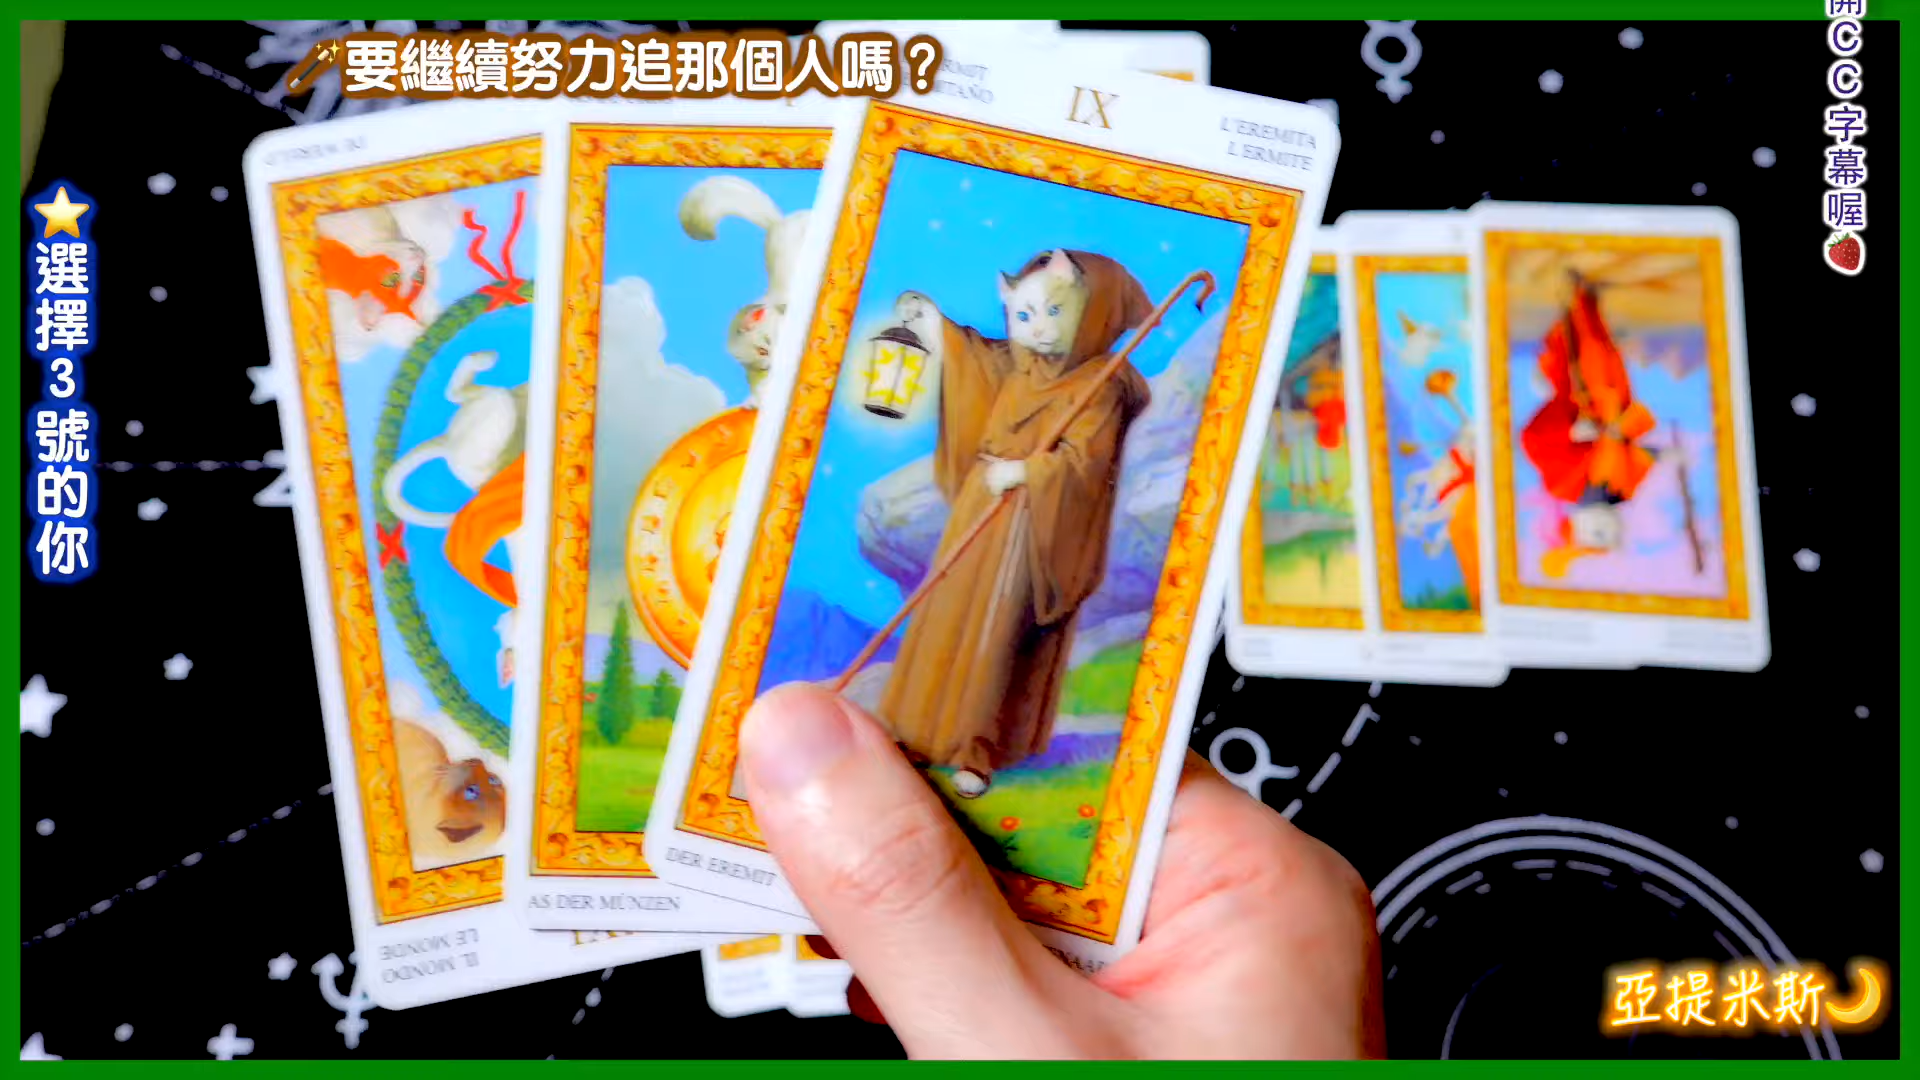 🪄要繼續努力追那個人嗎？
開CC字幕喔🍓
⭐選擇3號的你
IX
L'EREMITA
L'ERMITE
DER EREMIT
AS DER MÜNZEN
LE MONDE
IL MONDO
亞提米斯🌙